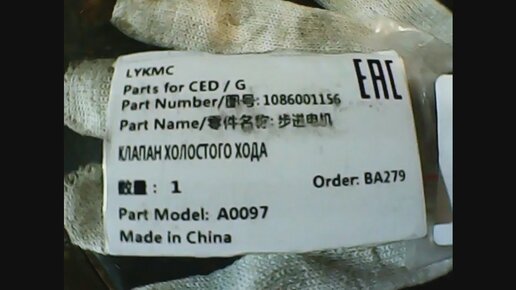 LYKMC
Parts for CED / G
Part Number/图号: 1086001156
Part Name/零件名称: 步进电机
КЛАПАН ХОЛОСТОГО ХОДА
数量: 1 Order: BA279
Part Model: A0097
Made in China
EAC